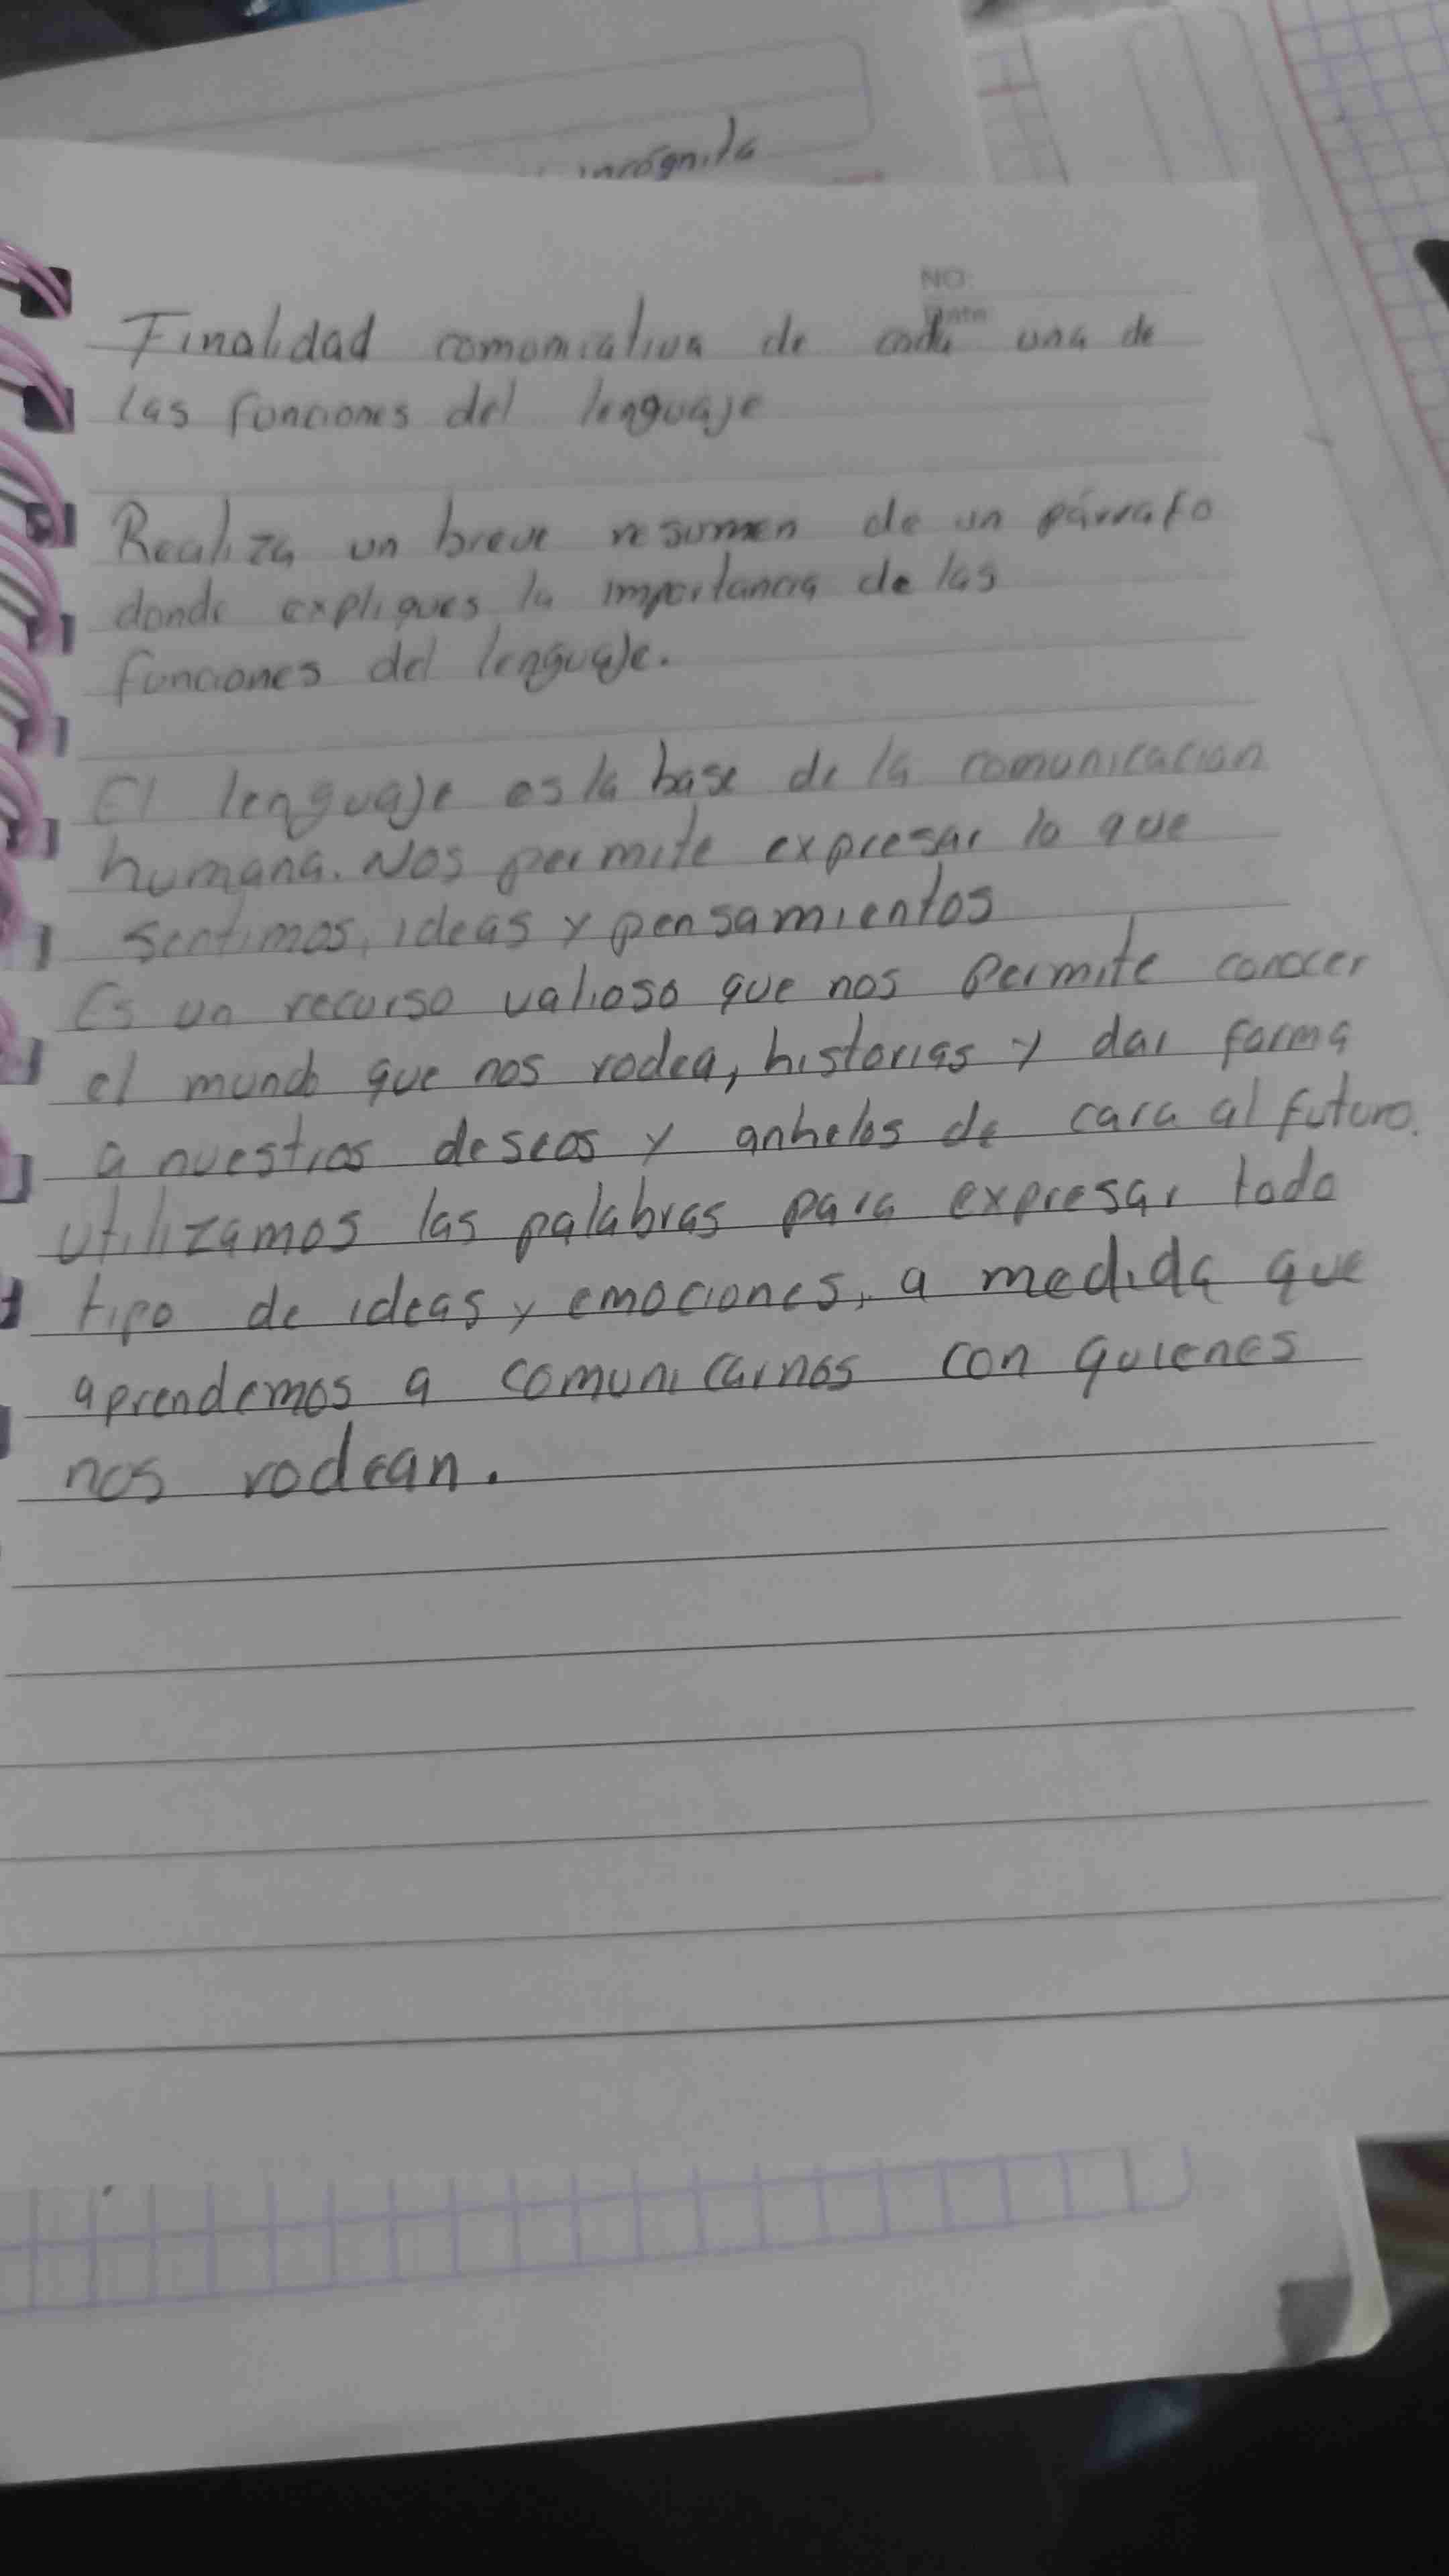 incógnita
NO:
Date
Finalidad comunicativa de cada una de
las funciones del lenguaje
Realiza un breve resumen de un párrafo
donde expliques la importancia de las
funciones del lenguaje.
El lenguaje es la base de la comunicacion
humana. Nos permite expresar lo que
sentimos, ideas y pensamientos
Es un recurso valioso que nos permite conocer
el mundo que nos rodea, historias y dar forma
a nuestros deseos y anhelos de cara al futuro.
utilizamos las palabras para expresar todo
tipo de ideas y emociones, a medida que
aprendemos a comunicarnos con quienes
nos rodean.